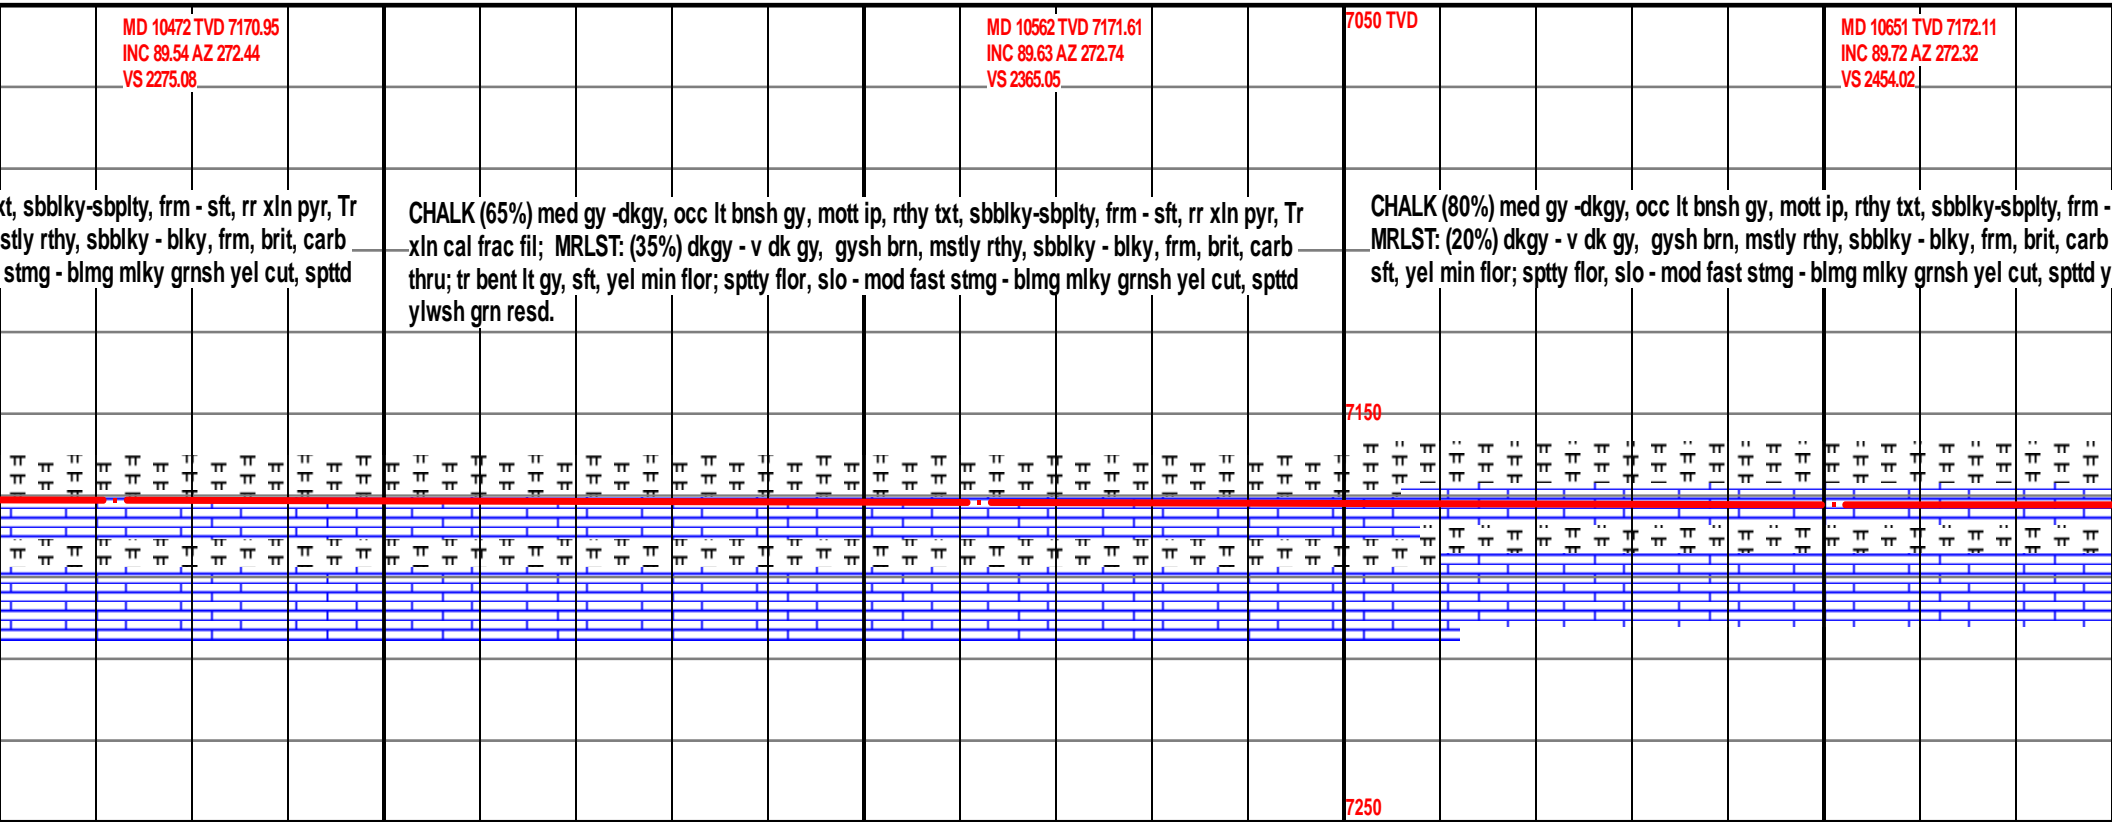 MD 10472 TVD 7170.95
INC 89.54 AZ 272.44
VS 2275.08
MD 10562 TVD 7171.61
INC 89.63 AZ 272.74
VS 2365.05
7050 TVD
MD 10651 TVD 7172.11
INC 89.72 AZ 272.32
VS 2454.02
xt, sbblky-sbplty, frm - sft, rr xln pyr, Tr
stly rthy, sbblky - blky, frm, brit, carb
stmg - blmg mlky grnsh yel cut, spttd
CHALK (65%) med gy -dkgy, occ lt bnsh gy, mott ip, rthy txt, sbblky-sbplty, frm - sft, rr xln pyr, Tr
xln cal frac fil; MRLST: (35%) dkgy - v dk gy, gysh brn, mstly rthy, sbblky - blky, frm, brit, carb
thru; tr bent lt gy, sft, yel min flor; sptty flor, slo - mod fast stmg - blmg mlky grnsh yel cut, spttd
ylwsh grn resd.
CHALK (80%) med gy -dkgy, occ lt bnsh gy, mott ip, rthy txt, sbblky-sbplty, frm -
MRLST: (20%) dkgy - v dk gy, gysh brn, mstly rthy, sbblky - blky, frm, brit, carb
sft, yel min flor; sptty flor, slo - mod fast stmg - blmg mlky grnsh yel cut, spttd y
7150
7250